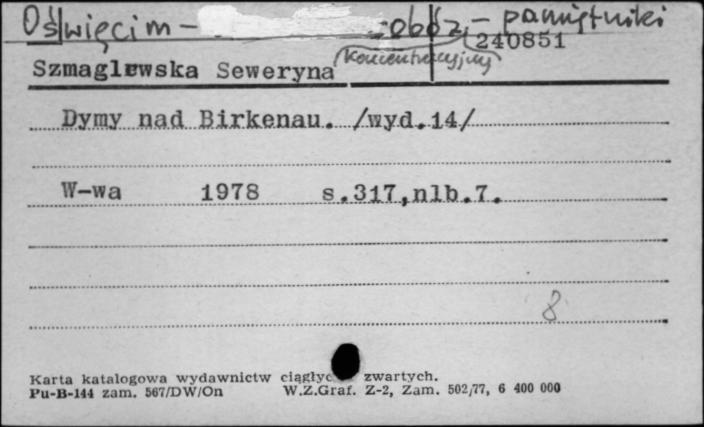 Oświęcim - obóz - pamiętniki
koncentracyjny
240851
Szmaglewska Seweryna
Dymy nad Birkenau. /wyd.14/
W-wa 1978 s.317,nlb.7.
8
Karta katalogowa wydawnictw ciągłyc zwartych.
Pu-B-144 zam. 567/DW/On W.Z.Graf. Z-2, Zam. 502/77, 6 400 000